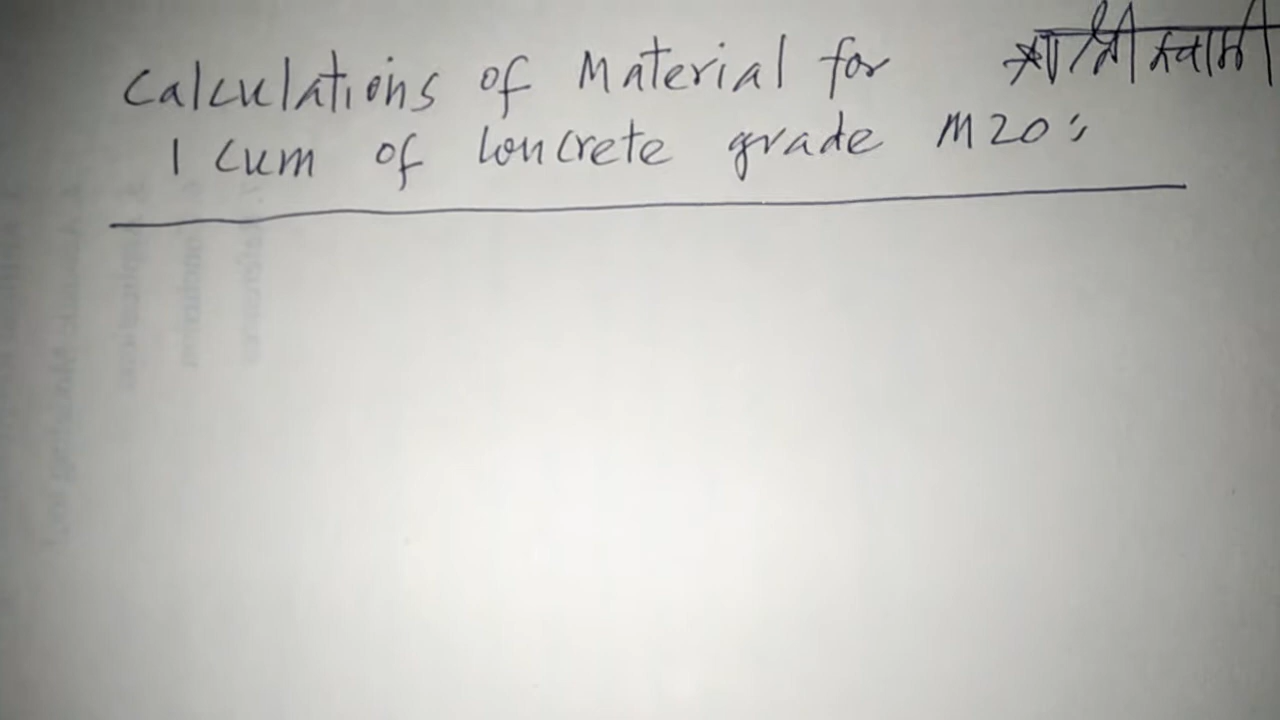 Calculations of Material for
1 Cum of Concrete grade M20:
श्री स्वामी